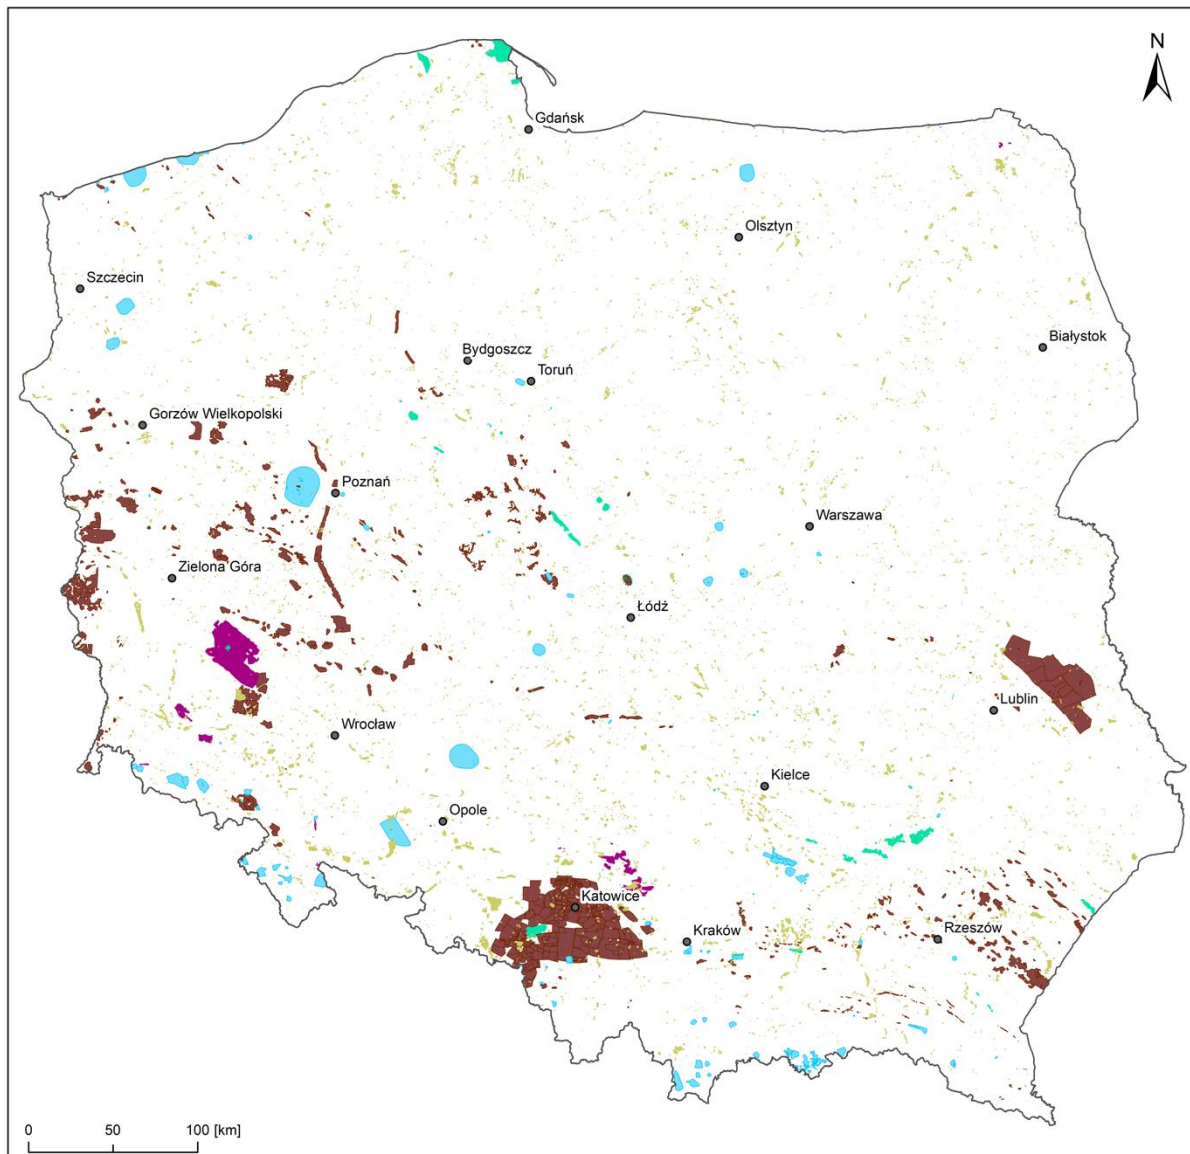 N
Gdańsk
Olsztyn
Szczecin
Białystok
Bydgoszcz
Toruń
Gorzów Wielkopolski
Poznań
Warszawa
Zielona Góra
Łódź
Lublin
Wrocław
Kielce
Opole
Katowice
Kraków
Rzeszów
0 50 100 [km]